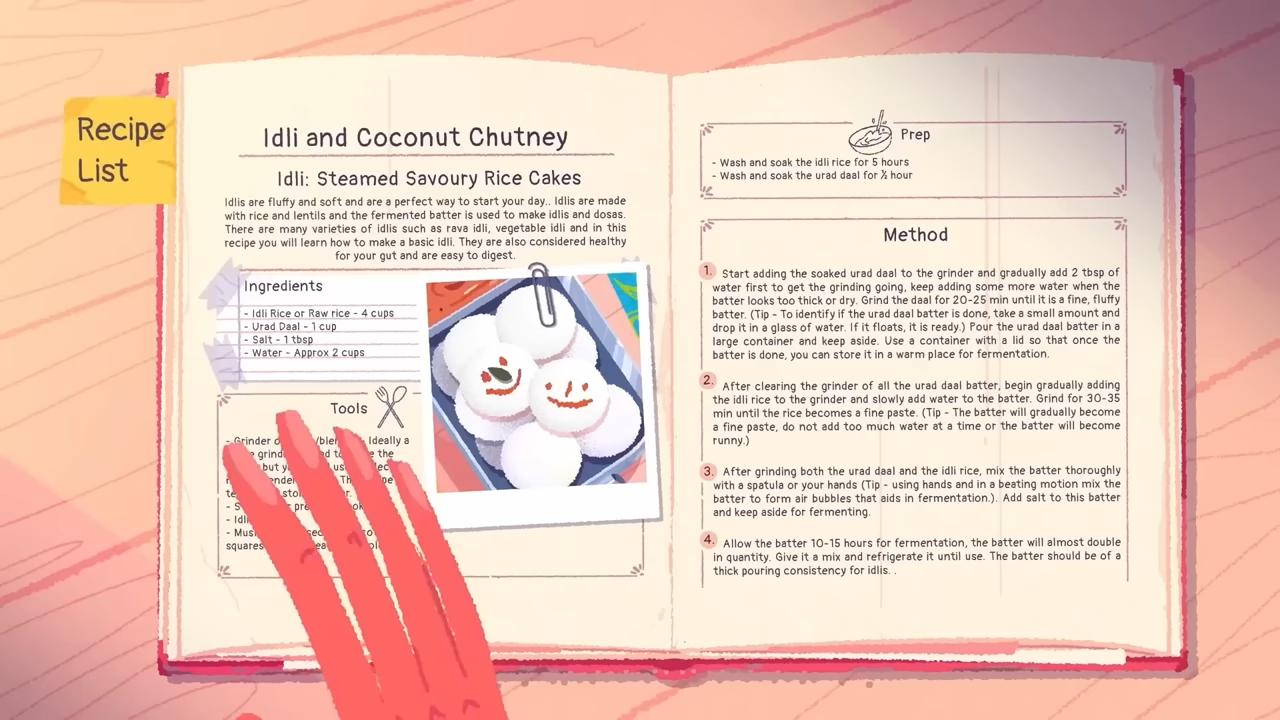 Recipe
List
Idli and Coconut Chutney
Idli: Steamed Savoury Rice Cakes
Idlis are fluffy and soft and are a perfect way to start your day.. Idlis are made
with rice and lentils and the fermented batter is used to make idlis and dosas.
There are many varieties of idlis such as rava idli, vegetable idli and in this
recipe you will learn how to make a basic idli. They are also considered healthy
for your gut and are easy to digest.
Ingredients
- Idli Rice or Raw rice - 4 cups
- Urad Daal - 1 cup
- Salt - 1 tbsp
- Water - Approx 2 cups
Tools
- Grinder Ideally a
the
but
squares
Prep
- Wash and soak the idli rice for 5 hours
- Wash and soak the urad daal for ½ hour
Method
1. Start adding the soaked urad daal to the grinder and gradually add 2 tbsp of
water first to get the grinding going, keep adding some more water when the
batter looks too thick or dry. Grind the daal for 20-25 min until it is a fine, fluffy
batter. (Tip - To identify if the urad daal batter is done, take a small amount and
drop it in a glass of water. If it floats, it is ready.) Pour the urad daal batter in a
large container and keep aside. Use a container with a lid so that once the
batter is done, you can store it in a warm place for fermentation.
2. After clearing the grinder of all the urad daal batter, begin gradually adding
the idli rice to the grinder and slowly add water to the batter. Grind for 30-35
min until the rice becomes a fine paste. (Tip - The batter will gradually become
a fine paste, do not add too much water at a time or the batter will become
runny.)
3. After grinding both the urad daal and the idli rice, mix the batter thoroughly
with a spatula or your hands (Tip - using hands and in a beating motion mix the
batter to form air bubbles that aids in fermentation.). Add salt to this batter
and keep aside for fermenting.
4. Allow the batter 10-15 hours for fermentation, the batter will almost double
in quantity. Give it a mix and refrigerate it until use. The batter should be of a
thick pouring consistency for idlis. .